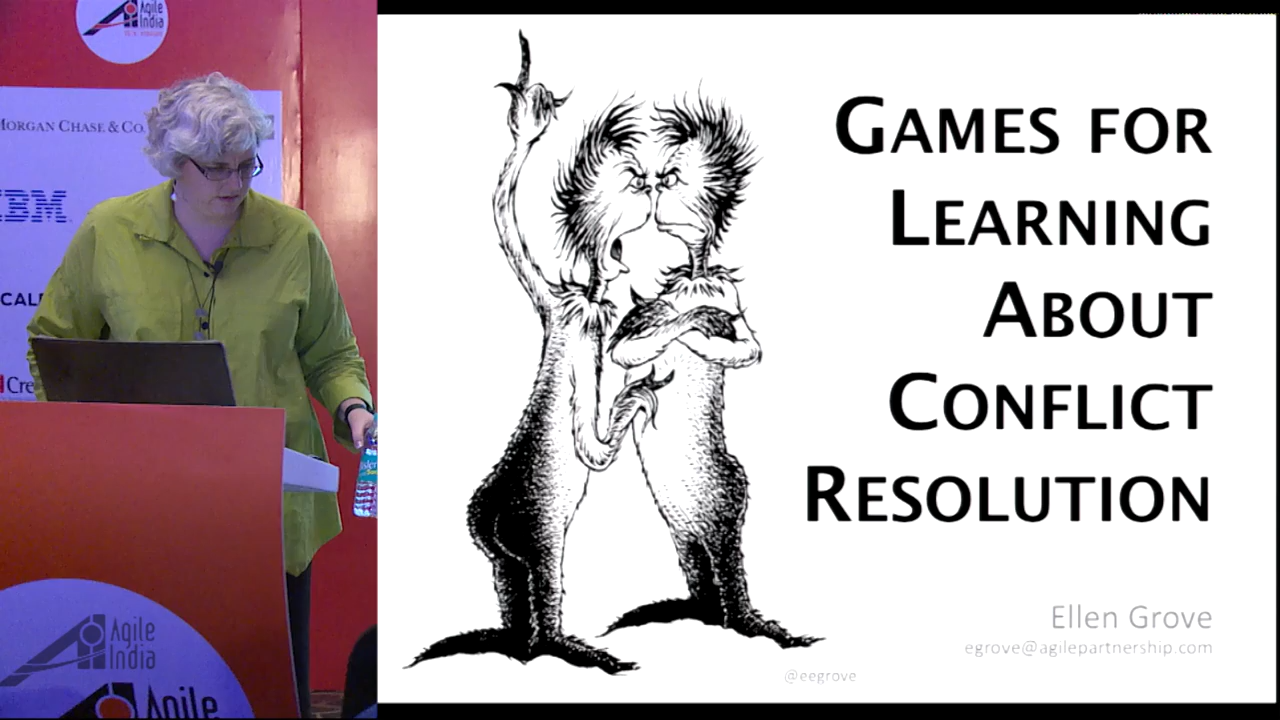 Agile
India
MORGAN CHASE & CO.
IBM
Cre
Agile
India
Agile
GAMES FOR
LEARNING
ABOUT
CONFLICT
RESOLUTION
Ellen Grove
egrove@agilepartnership.com
@eegrove